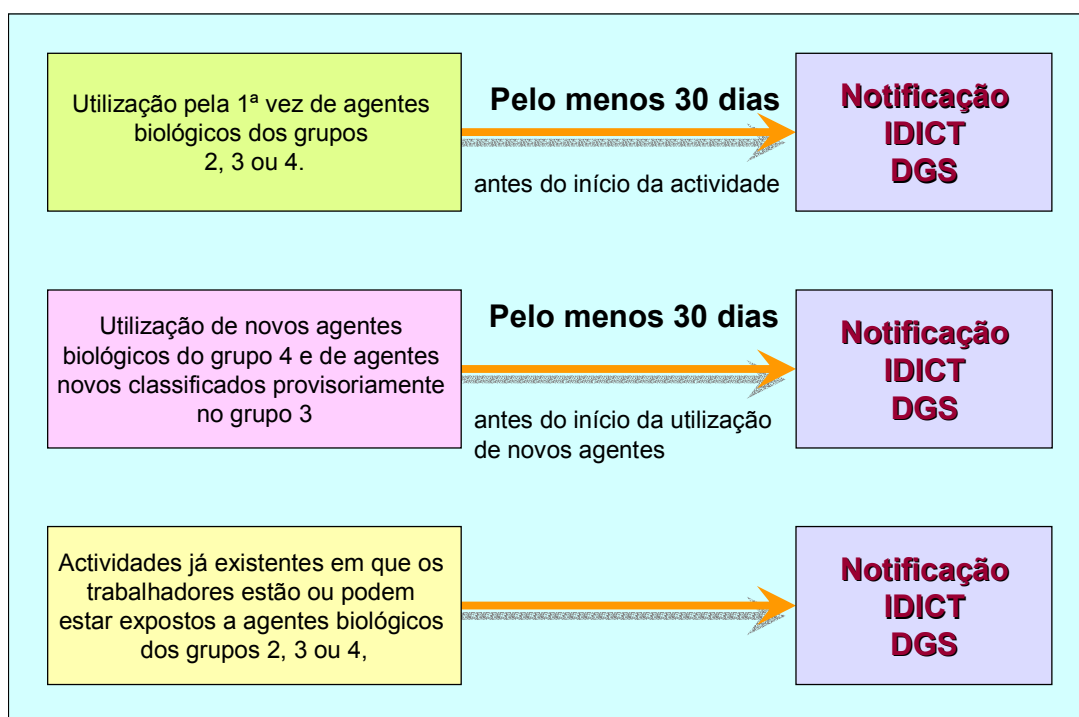 Utilização pela 1ª vez de agentes
biológicos dos grupos
2, 3 ou 4.
Pelo menos 30 dias
antes do início da actividade
Notificação
IDICT
DGS
Utilização de novos agentes
biológicos do grupo 4 e de agentes
novos classificados provisoriamente
no grupo 3
Pelo menos 30 dias
antes do início da utilização
de novos agentes
Notificação
IDICT
DGS
Actividades já existentes em que os
trabalhadores estão ou podem
estar expostos a agentes biológicos
dos grupos 2, 3 ou 4,
Notificação
IDICT
DGS